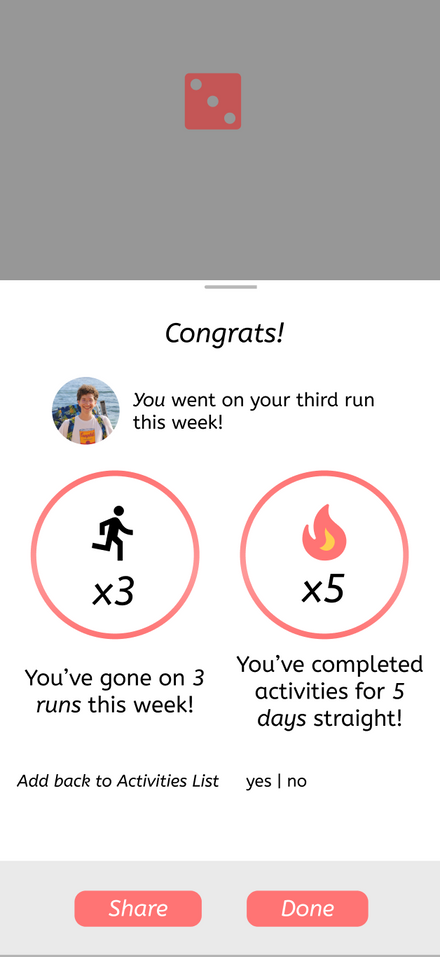 Congrats!
You went on your third run
this week!
x3
x5
You’ve gone on 3
runs this week!
You’ve completed
activities for 5
days straight!
Add back to Activities List yes | no
Share
Done